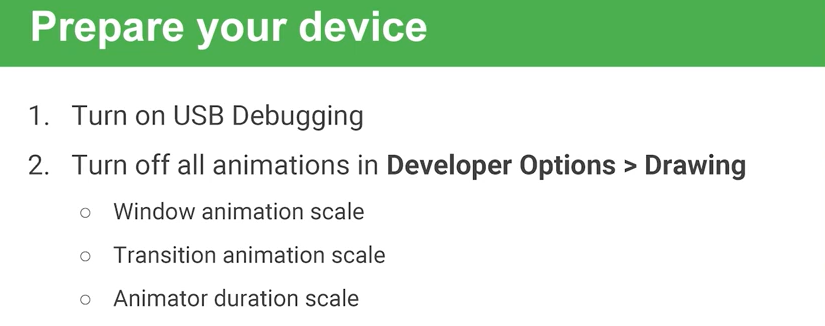 Prepare your device
1. Turn on USB Debugging
2. Turn off all animations in Developer Options > Drawing
○ Window animation scale
○ Transition animation scale
○ Animator duration scale